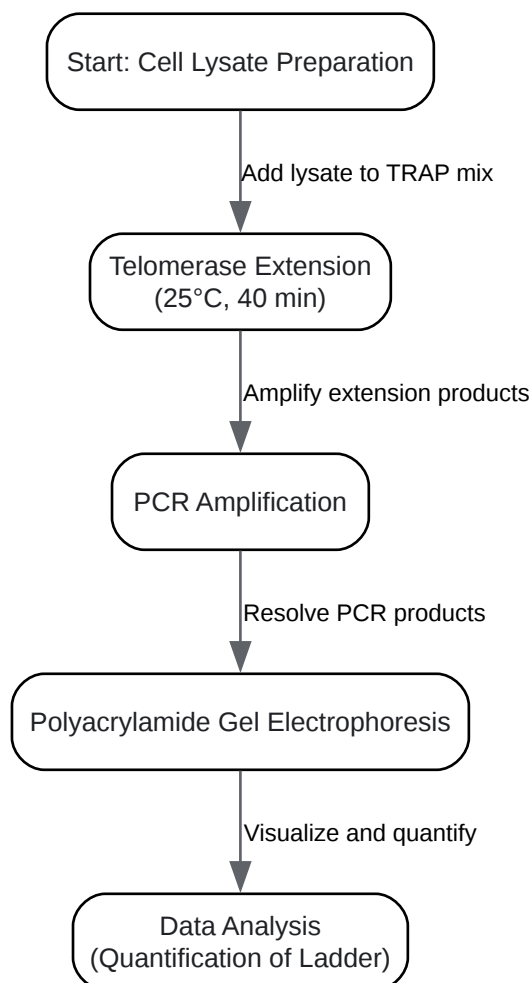 Start: Cell Lysate Preparation
Add lysate to TRAP mix
Telomerase Extension
(25°C, 40 min)
Amplify extension products
PCR Amplification
Resolve PCR products
Polyacrylamide Gel Electrophoresis
Visualize and quantify
Data Analysis
(Quantification of Ladder)